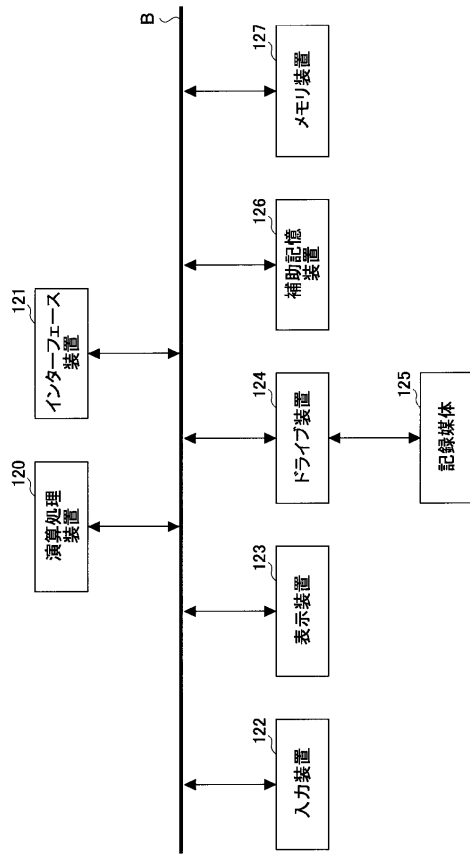 120
演算処理
装置
121
インターフェース
装置
B
122
入力装置
123
表示装置
124
ドライブ装置
126
補助記憶
装置
127
メモリ装置
125
記録媒体